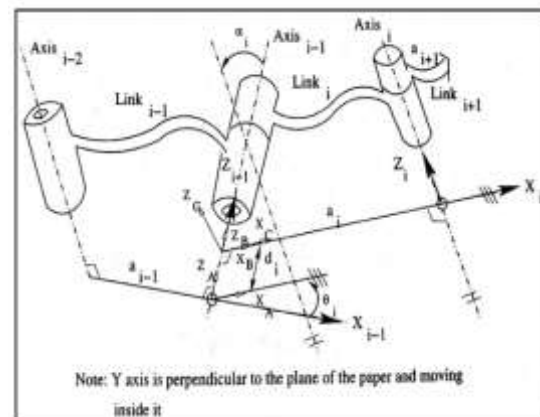 Axis i-2
α i
Axis i-1
Axis i
a i+1
Link i-1
Link i
Link i+1
Z i+1
Z i
X i
Z C
X C
Z B
a i
X B
d i
a i-1
Z A
X A
θ i
X i-1
Note: Y axis is perpendicular to the plane of the paper and moving
inside it